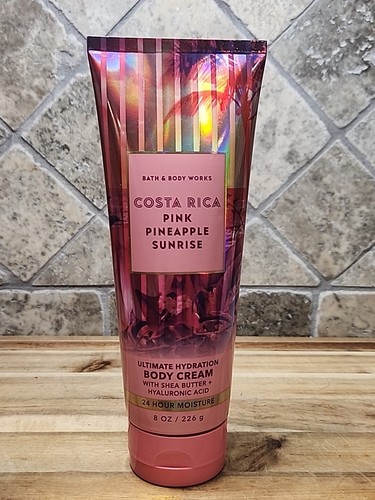 BATH & BODY WORKS
COSTA RICA
PINK
PINEAPPLE
SUNRISE
ULTIMATE HYDRATION
BODY CREAM
WITH SHEA BUTTER +
HYALURONIC ACID
24 HOUR MOISTURE
8 OZ / 226 g